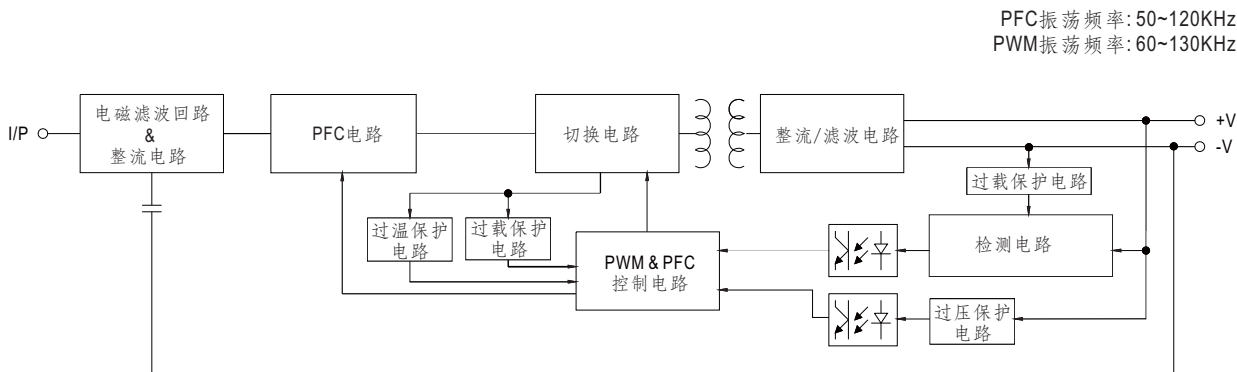 PFC振荡频率: 50~120KHz
PWM振荡频率: 60~130KHz
I/P
电磁滤波回路
&
整流电路
PFC电路
切换电路
整流/滤波电路
+V
-V
过载保护电路
过温保护
电路
过载保护
电路
PWM & PFC
控制电路
检测电路
过压保护
电路